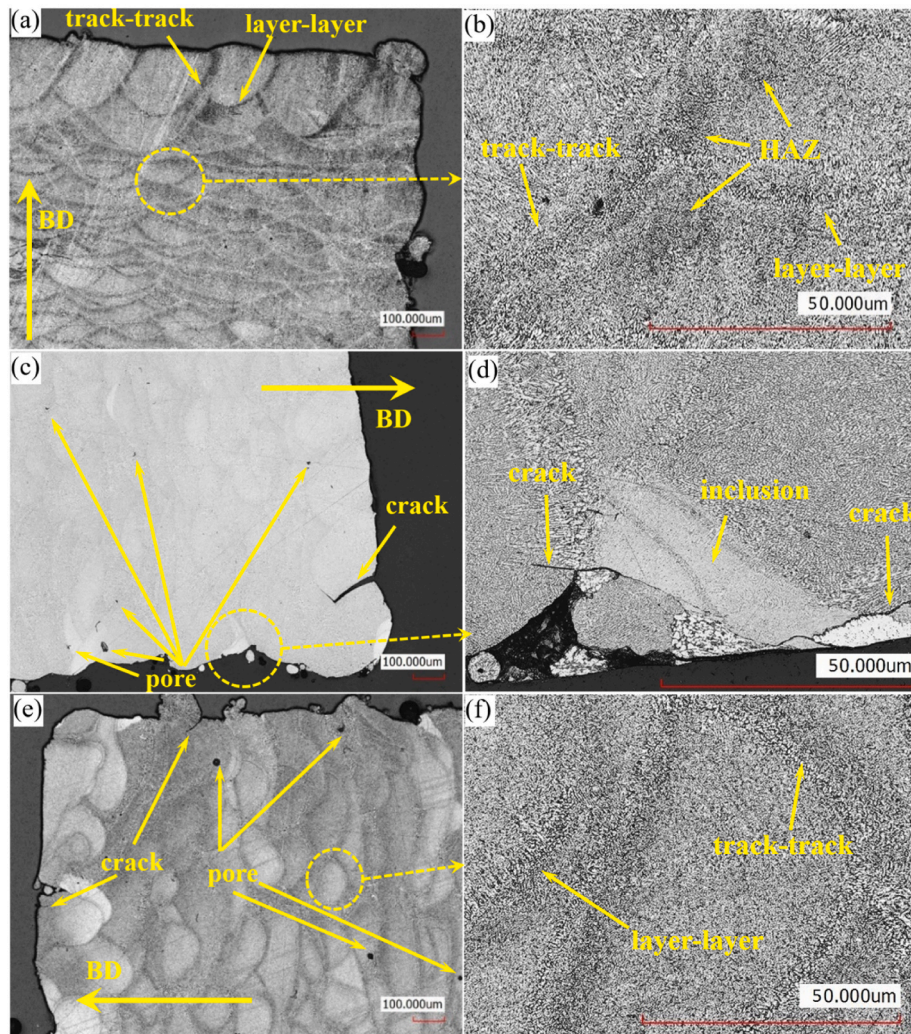 (a)
track-track
layer-layer
BD
100.000um
(b)
track-track
HAZ
layer-layer
50.000um
(c)
BD
crack
pore
100.000um
(d)
crack
inclusion
crack
50.000um
(e)
crack
pore
BD
100.000um
(f)
track-track
layer-layer
50.000um